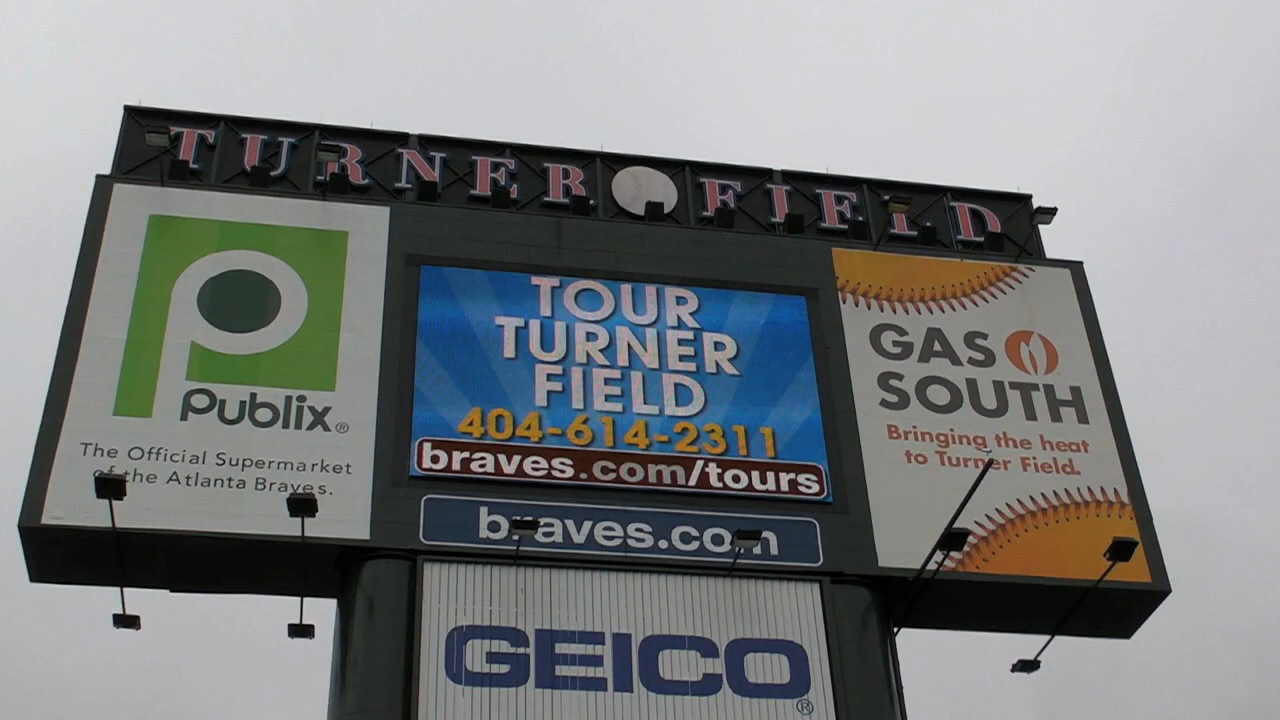 TURNER FIELD
Publix®
The Official Supermarket
of the Atlanta Braves.
TOUR
TURNER
FIELD
404-614-2311
braves.com/tours
braves.com
GAS
SOUTH
Bringing the heat
to Turner Field.
GEICO®